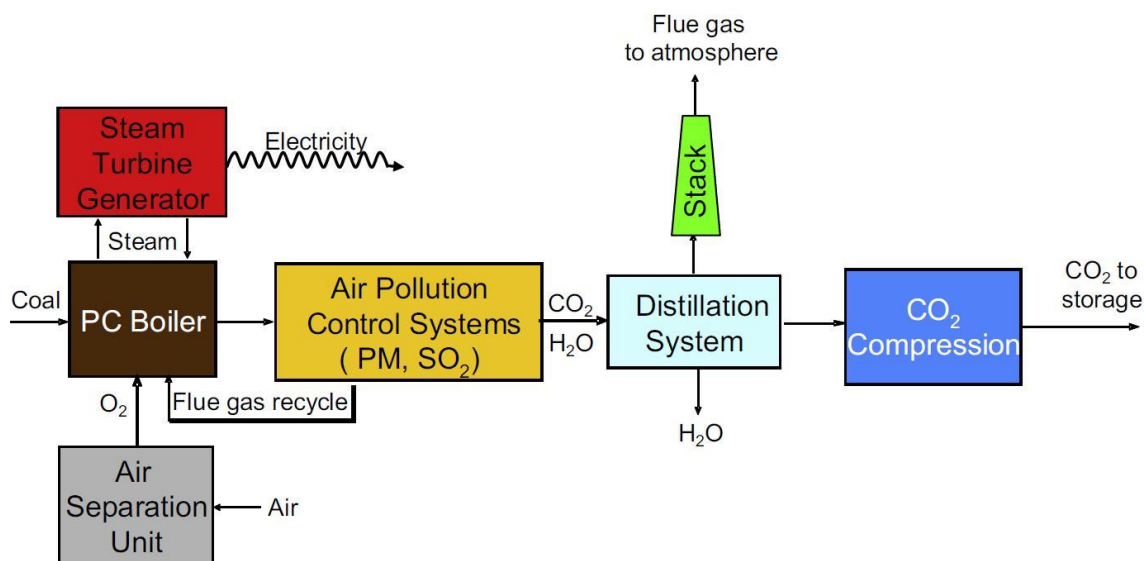 Flue gas
to atmosphere
Stack
Steam
Turbine
Generator
Electricity
Steam
Coal
PC Boiler
Air Pollution
Control Systems
( PM, SO₂)
CO₂
H₂O
Distillation
System
CO₂
Compression
CO₂ to
storage
O₂
Flue gas recycle
H₂O
Air
Separation
Unit
Air